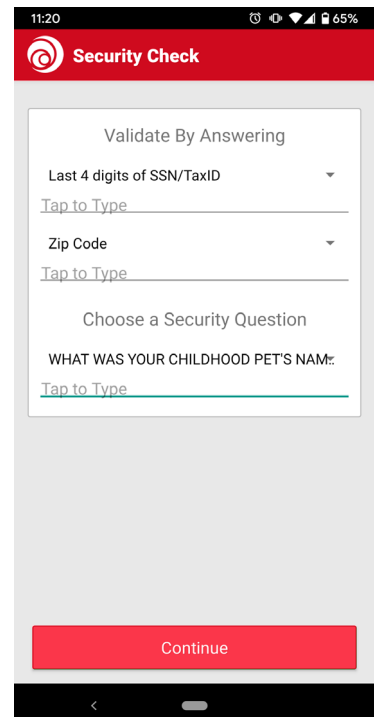 11:20
65%
Security Check
Validate By Answering
Last 4 digits of SSN/TaxID
Tap to Type
Zip Code
Tap to Type
Choose a Security Question
WHAT WAS YOUR CHILDHOOD PET'S NAM..
Tap to Type
Continue